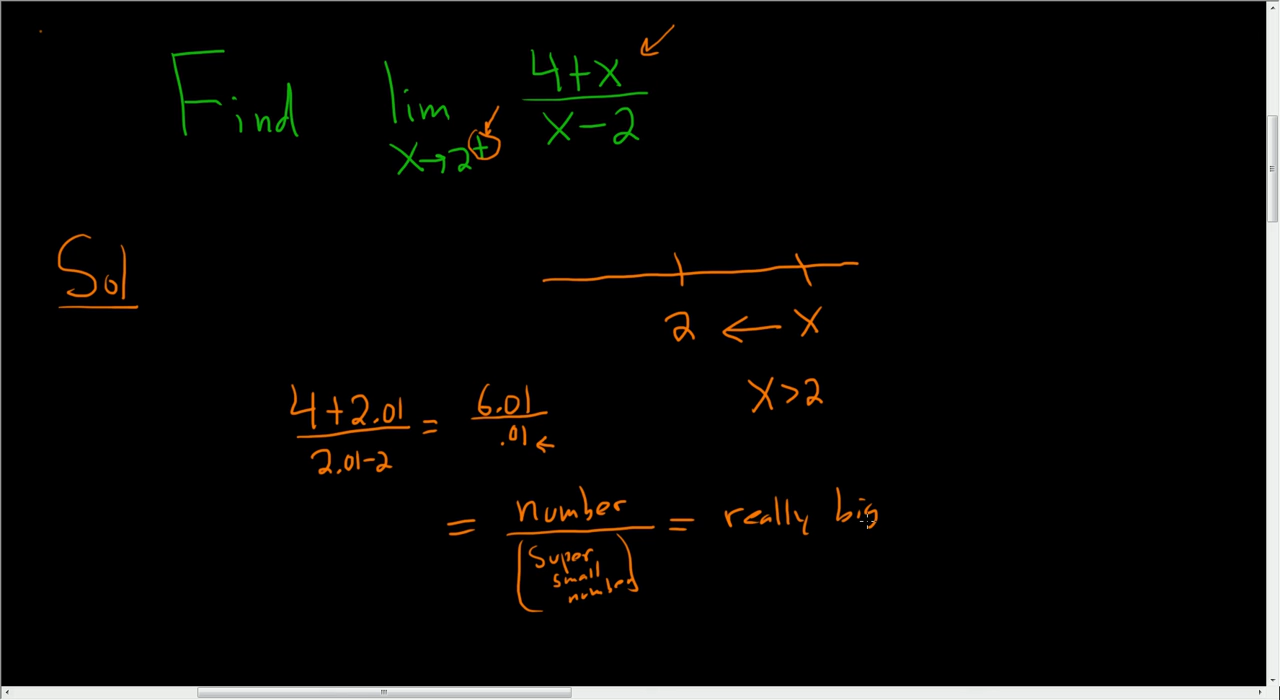 Find lim x→2⁺ (4+x)/(x−2)
Sol
2 ← x
x>2
(4+2.01)/(2.01−2) = 6.01/.01 ←
= number/(super small number) = really big